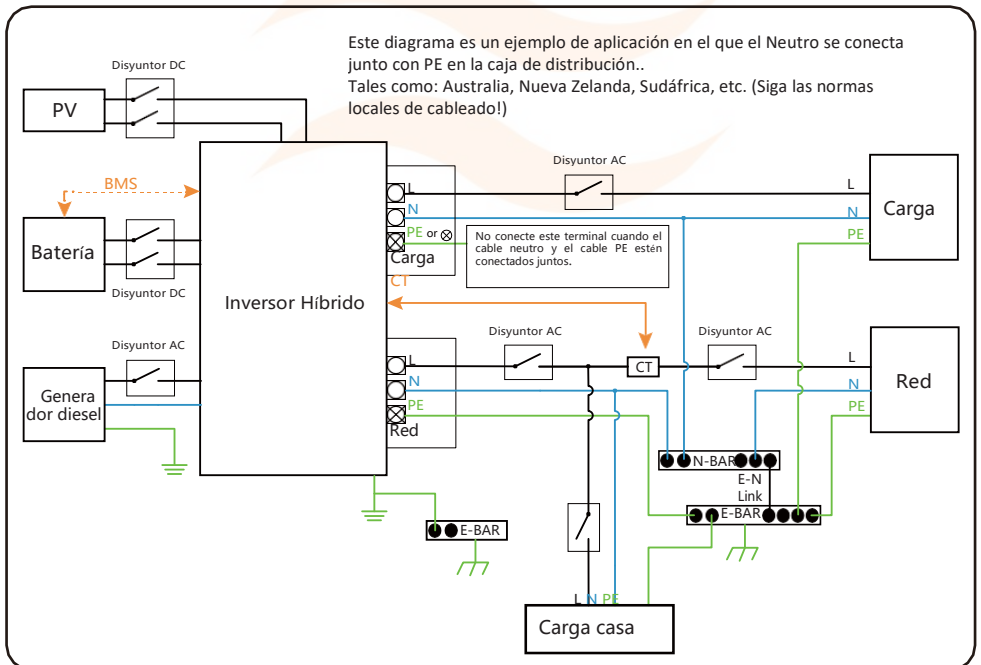 Este diagrama es un ejemplo de aplicación en el que el Neutro se conecta
junto con PE en la caja de distribución..
Tales como: Australia, Nueva Zelanda, Sudáfrica, etc. (Siga las normas
locales de cableado!)
Disyuntor DC
PV
BMS
Batería
Disyuntor DC
Disyuntor AC
Genera
dor diesel
Inversor Híbrido
L
N
PE or
Carga
No conecte este terminal cuando el
cable neutro y el cable PE estén
conectados juntos.
Disyuntor AC
L
N
PE
Carga
CT
Disyuntor AC
CT
Disyuntor AC
L
N
PE
Red
L
N
PE
Red
N-BAR
E-N
Link
E-BAR
E-BAR
L N PE
Carga casa